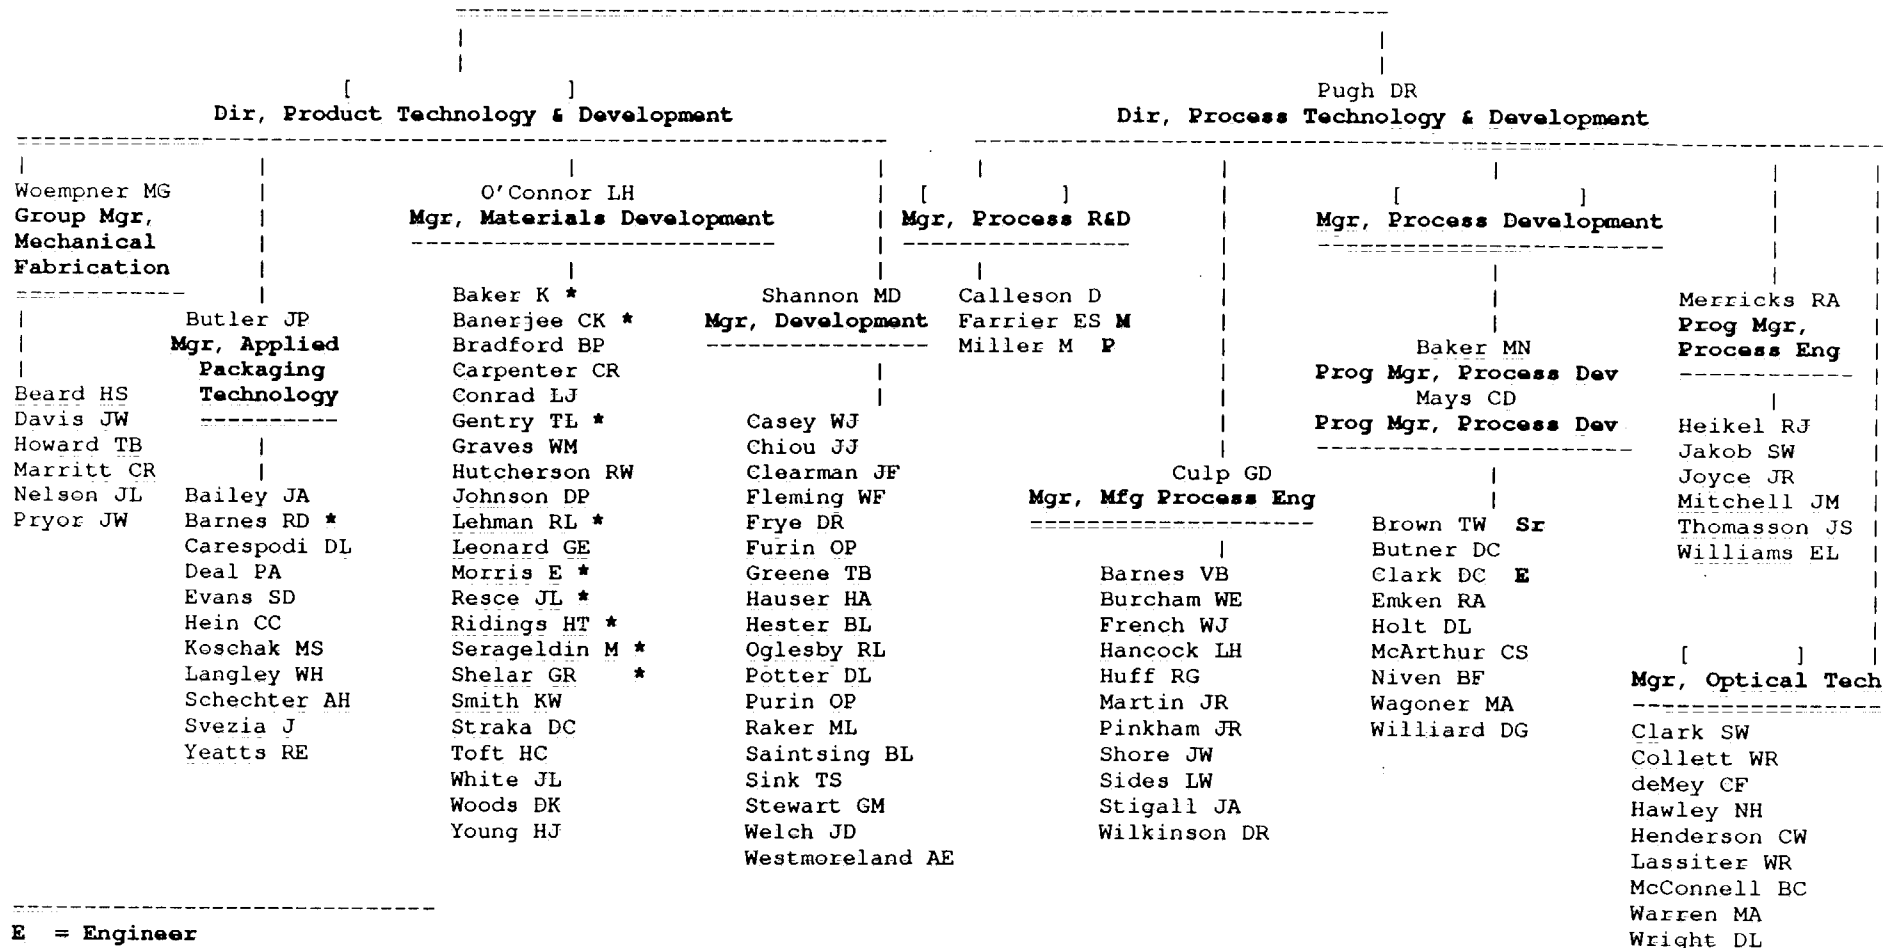 [ ]
Dir, Product Technology & Development
Pugh DR
Dir, Process Technology & Development
Woempner MG
Group Mgr,
Mechanical
Fabrication
Beard HS
Davis JW
Howard TB
Marritt CR
Nelson JL
Pryor JW
Butler JP
Mgr, Applied
Packaging
Technology
Bailey JA
Barnes RD *
Carespodi DL
Deal PA
Evans SD
Hein CC
Koschak MS
Langley WH
Schechter AH
Svezia J
Yeatts RE
O'Connor LH
Mgr, Materials Development
Baker K *
Banerjee CK *
Bradford BP
Carpenter CR
Conrad LJ
Gentry TL *
Graves WM
Hutcherson RW
Johnson DP
Lehman RL *
Leonard GE
Morris E *
Resce JL *
Ridings HT *
Serageldin M *
Shelar GR *
Smith KW
Straka DC
Toft HC
White JL
Woods DK
Young HJ
Shannon MD
Mgr, Development
Casey WJ
Chiou JJ
Clearman JF
Fleming WF
Frye DR
Furin OP
Greene TB
Hauser HA
Hester BL
Oglesby RL
Potter DL
Purin OP
Raker ML
Saintsing BL
Sink TS
Stewart GM
Welch JD
Westmoreland AE
[ ]
Mgr, Process R&D
Calleson D
Farrier ES M
Miller M P
Culp GD
Mgr, Mfg Process Eng
Barnes VB
Burcham WE
French WJ
Hancock LH
Huff RG
Martin JR
Pinkham JR
Shore JW
Sides LW
Stigall JA
Wilkinson DR
[ ]
Mgr, Process Development
Baker MN
Prog Mgr, Process Dev
Mays CD
Prog Mgr, Process Dev
Brown TW Sr
Butner DC
Clark DC E
Emken RA
Holt DL
McArthur CS
Niven BF
Wagoner MA
Williard DG
Merricks RA
Prog Mgr,
Process Eng
Heikel RJ
Jakob SW
Joyce JR
Mitchell JM
Thomasson JS
Williams EL
[ ]
Mgr, Optical Tech
Clark SW
Collett WR
deMey CF
Hawley NH
Henderson CW
Lassiter WR
McConnell BC
Warren MA
Wright DL
E = Engineer